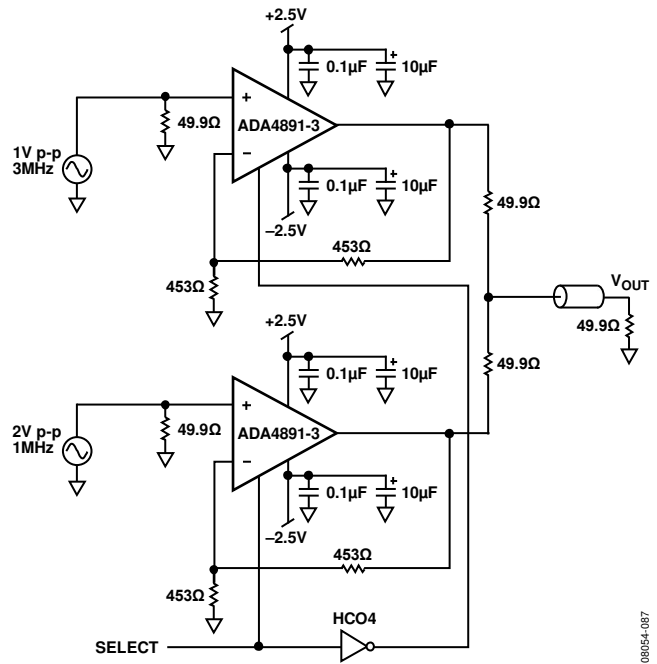 +2.5V
0.1µF
+
10µF
+
ADA4891-3
−
49.9Ω
1V p-p
3MHz
0.1µF
+
10µF
−2.5V
49.9Ω
453Ω
453Ω
VOUT
49.9Ω
+2.5V
49.9Ω
0.1µF
+
10µF
+
ADA4891-3
−
49.9Ω
2V p-p
1MHz
0.1µF
+
10µF
−2.5V
453Ω
453Ω
HCO4
SELECT
08054-087